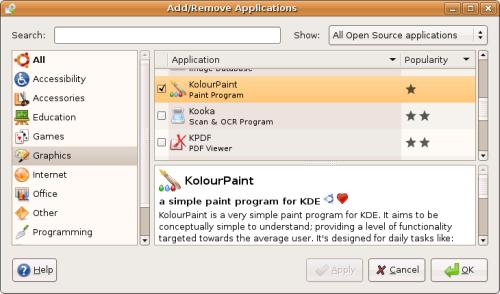 Add/Remove Applications
Search:
Show: All Open Source applications
All
Accessibility
Accessories
Education
Games
Graphics
Internet
Office
Other
Programming
Application Popularity
Image Database
KolourPaint
Paint Program
Kooka
Scan & OCR Program
KPDF
PDF Viewer
KolourPaint
a simple paint program for KDE
KolourPaint is a very simple paint program for KDE. It aims to be
conceptually simple to understand; providing a level of functionality
targeted towards the average user. It's designed for daily tasks like:
Help
Apply
Cancel
OK